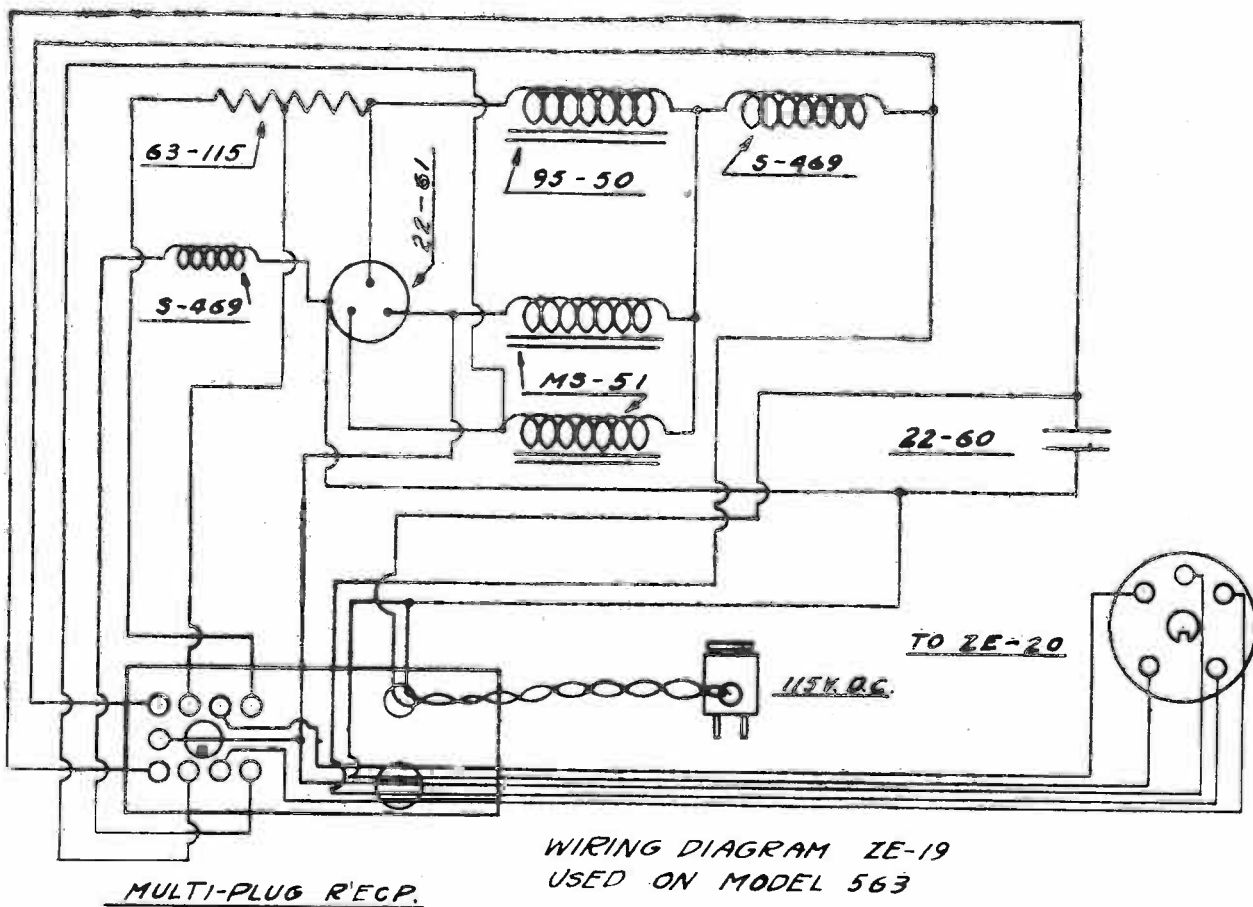 63-115
95-50
S-469
22-61
S-469
MS-51
22-60
TO ZE-20
115V. D.C.
WIRING DIAGRAM ZE-19
USED ON MODEL 563
MULTI-PLUG R'ECP.